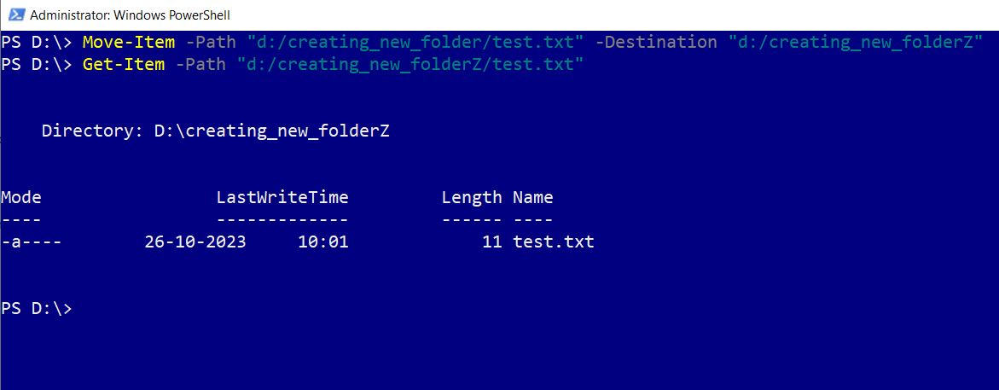 Administrator: Windows PowerShell
PS D:\> Move-Item -Path "d:/creating_new_folder/test.txt" -Destination "d:/creating_new_folderZ"
PS D:\> Get-Item -Path "d:/creating_new_folderZ/test.txt"
Directory: D:\creating_new_folderZ
Mode LastWriteTime Length Name
---- ------------- ------ ----
-a---- 26-10-2023 10:01 11 test.txt
PS D:\>